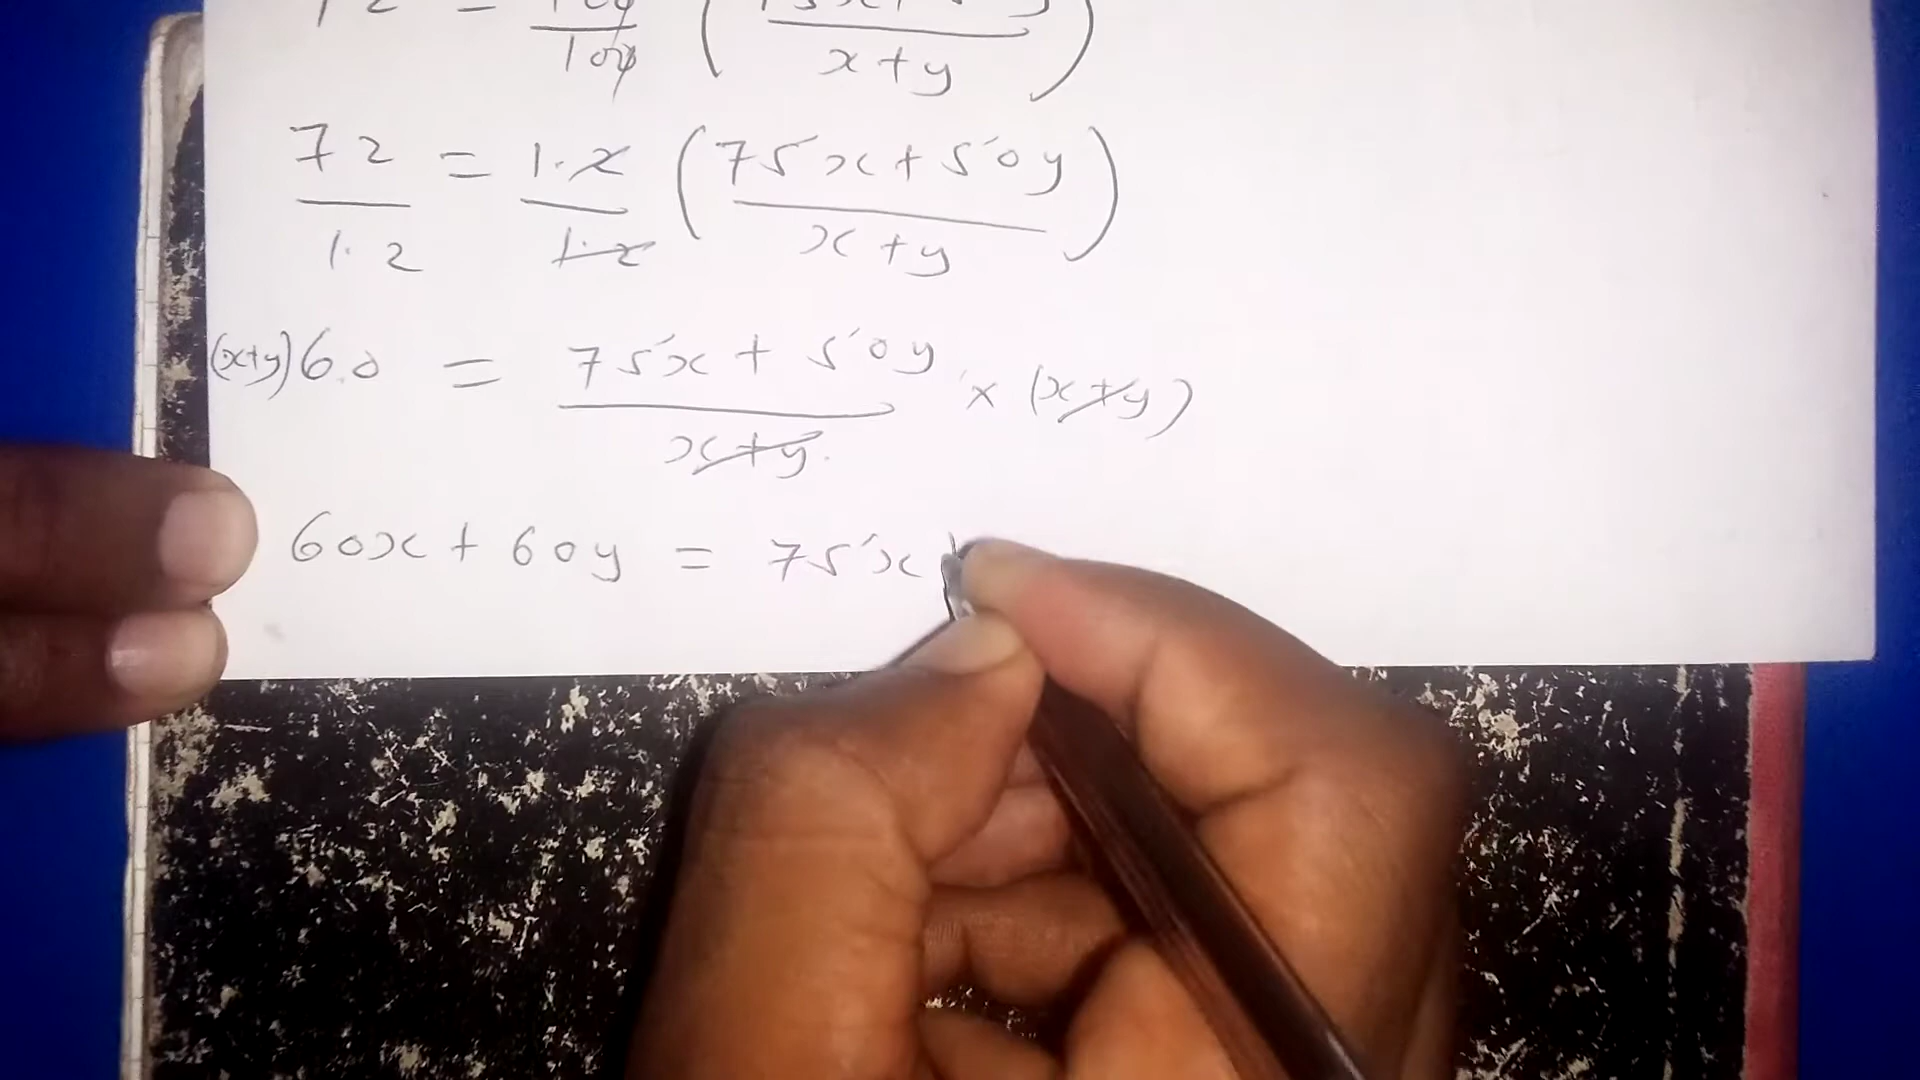 x+y
72 = 1.2 (75x+50y)
1.2 1.2 x+y
(x+y)60 = 75x + 50y × (x+y)
x+y
60x + 60y = 75x